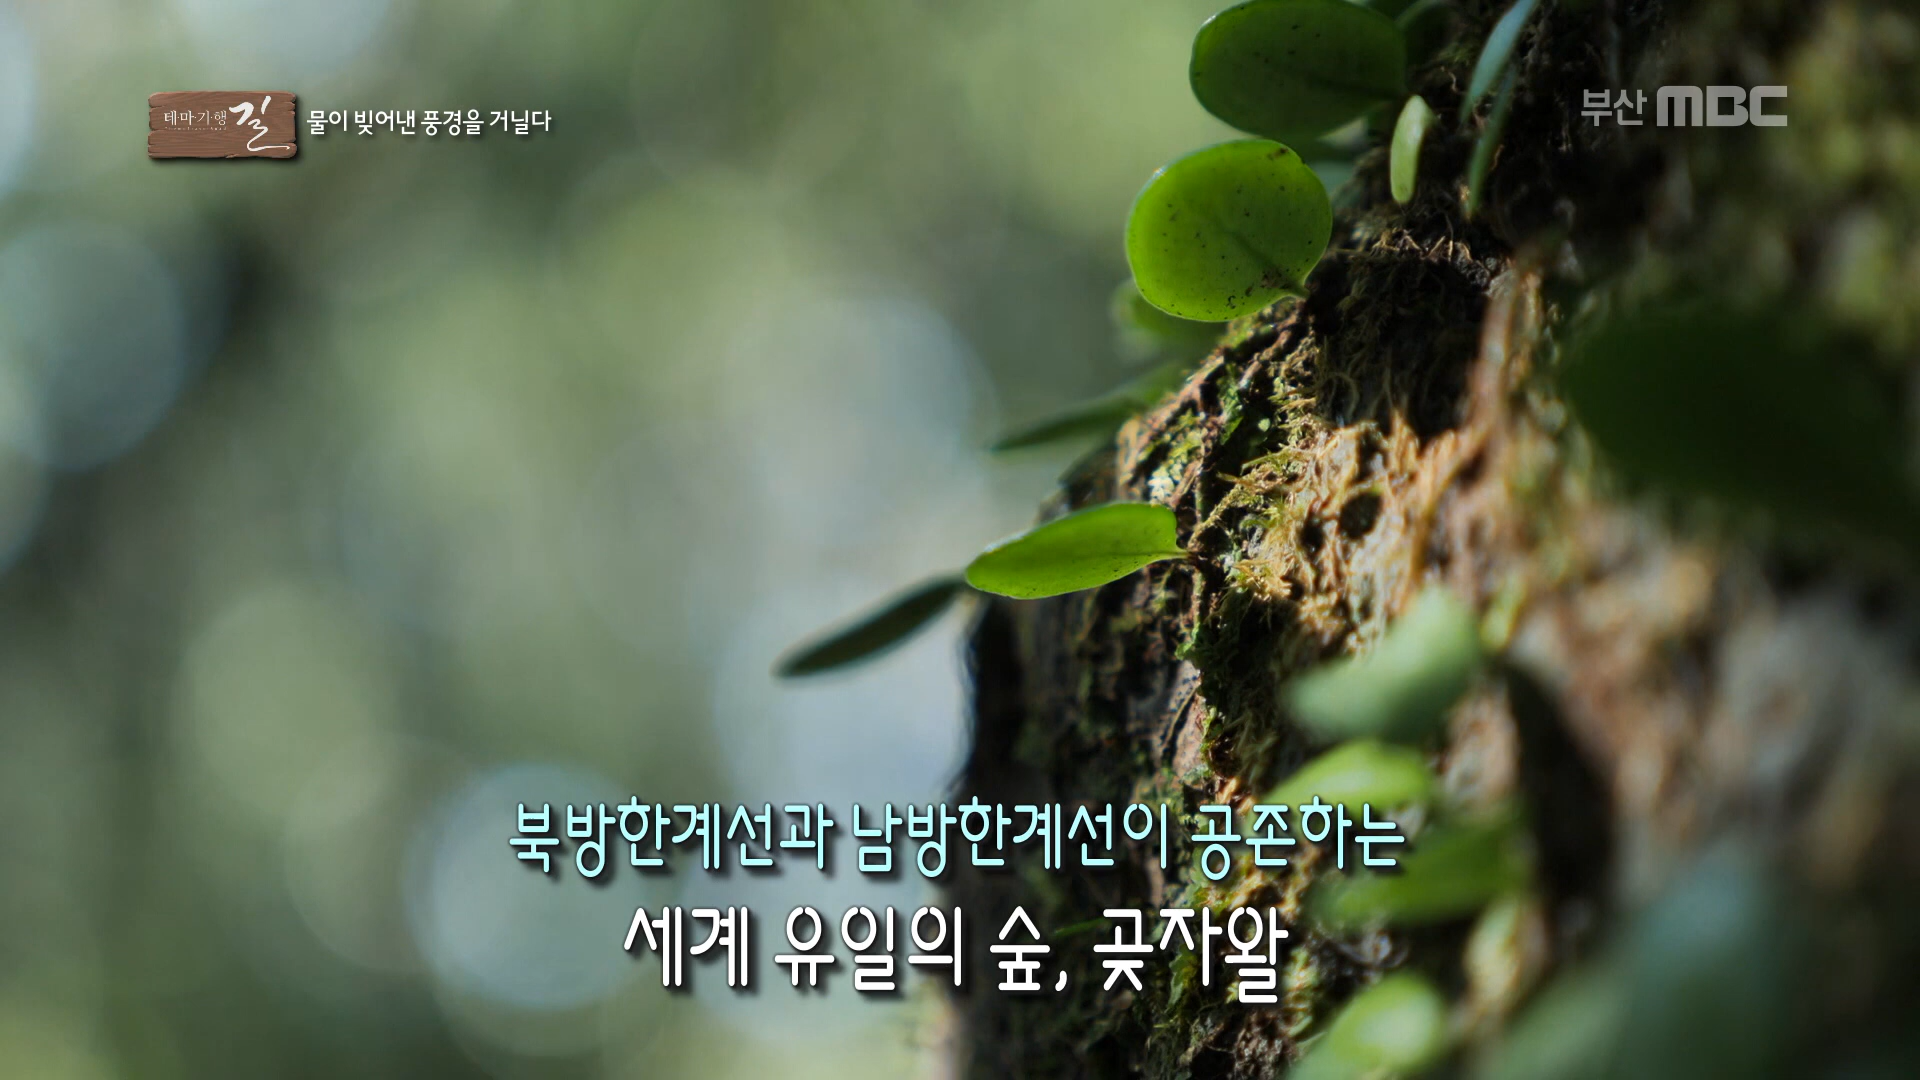 테마기행 길
물이 빚어낸 풍경을 거닐다
부산 MBC
북방한계선과 남방한계선이 공존하는
세계 유일의 숲, 곶자왈